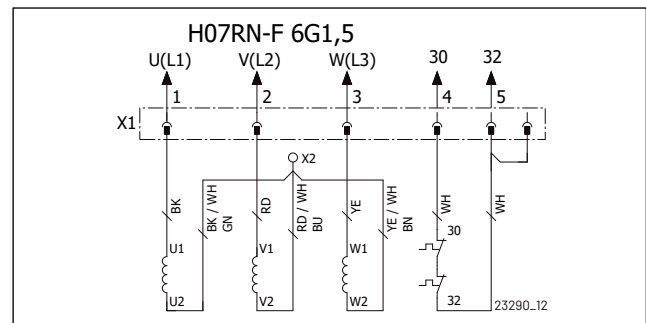 H07RN-F 6G1,5
U(L1) V(L2) W(L3) 30 32
1 2 3 4 5
X1
X2
BK
BK / WH
GN
RD
RD / WH
BU
YE
YE / WH
BN
WH
WH
U1 V1 W1 30
U2 V2 W2 32
23290_12